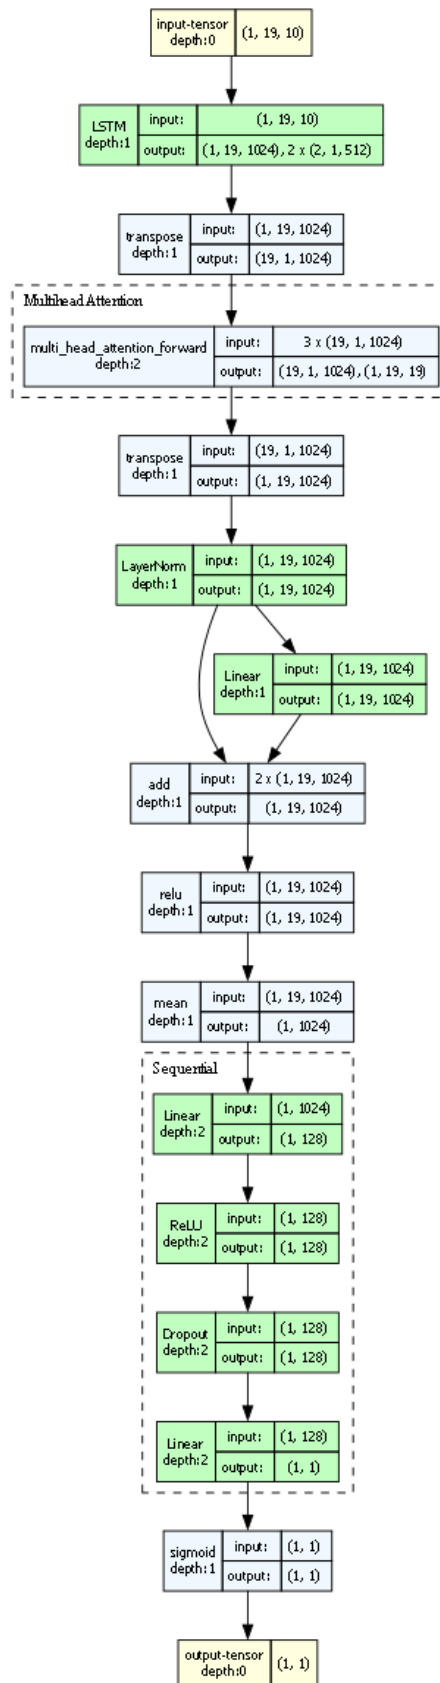 input-tensor
depth:0
(1, 19, 10)
LSTM
depth:1
input:
(1, 19, 10)
output:
(1, 19, 1024), 2 x (2, 1, 512)
transpose
depth:1
input:
(1, 19, 1024)
output:
(19, 1, 1024)
Multihead Attention
multi_head_attention_forward
depth:2
input:
3 x (19, 1, 1024)
output:
(19, 1, 1024), (1, 19, 19)
transpose
depth:1
input:
(19, 1, 1024)
output:
(1, 19, 1024)
LayerNorm
depth:1
input:
(1, 19, 1024)
output:
(1, 19, 1024)
Linear
depth:1
input:
(1, 19, 1024)
output:
(1, 19, 1024)
add
depth:1
input:
2 x (1, 19, 1024)
output:
(1, 19, 1024)
relu
depth:1
input:
(1, 19, 1024)
output:
(1, 19, 1024)
mean
depth:1
input:
(1, 19, 1024)
output:
(1, 1024)
Sequential
Linear
depth:2
input:
(1, 1024)
output:
(1, 128)
ReLU
depth:2
input:
(1, 128)
output:
(1, 128)
Dropout
depth:2
input:
(1, 128)
output:
(1, 128)
Linear
depth:2
input:
(1, 128)
output:
(1, 1)
sigmoid
depth:1
input:
(1, 1)
output:
(1, 1)
output-tensor
depth:0
(1, 1)